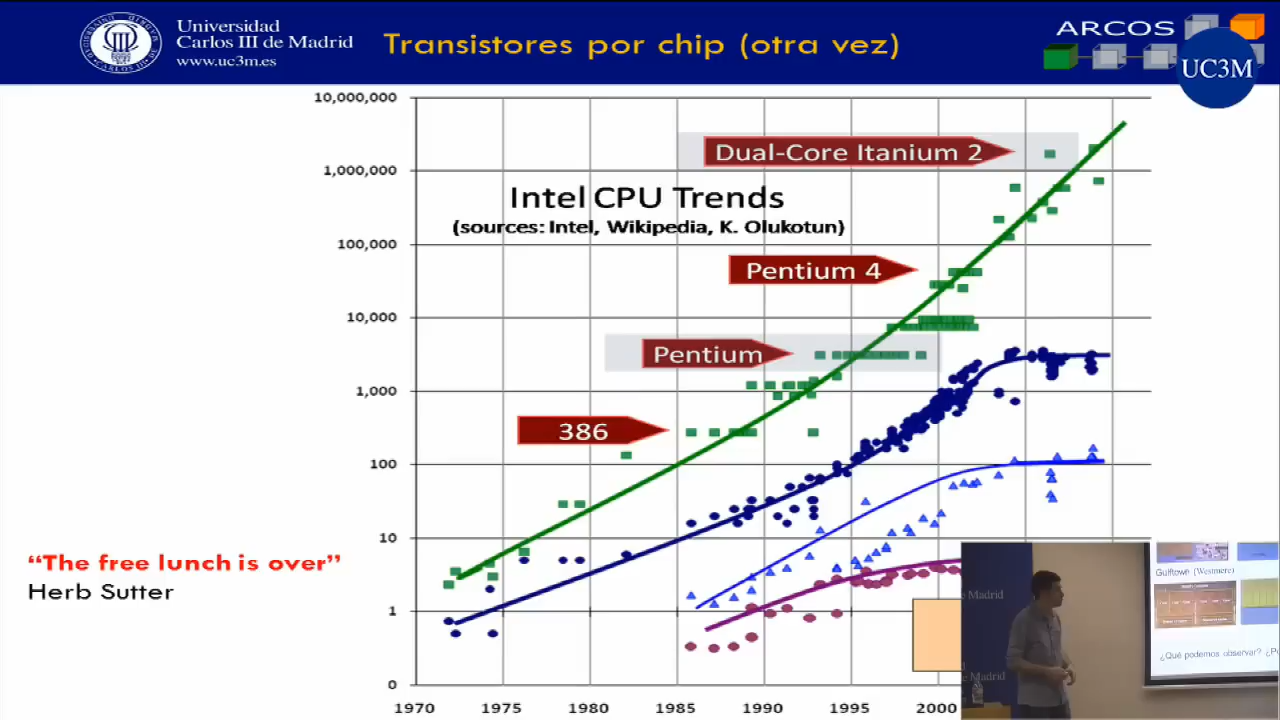 Universidad
Carlos III de Madrid
www.uc3m.es
Transistores por chip (otra vez)
ARCOS
UC3M
10,000,000
1,000,000
100,000
10,000
1,000
100
10
1
0
Dual-Core Itanium 2
Intel CPU Trends
(sources: Intel, Wikipedia, K. Olukotun)
Pentium 4
Pentium
386
“The free lunch is over”
Herb Sutter
1970
1975
1980
1985
1990
1995
2000
Gulftown (Westmere)
de Madrid
de Madrid
¿Qué podemos observar?